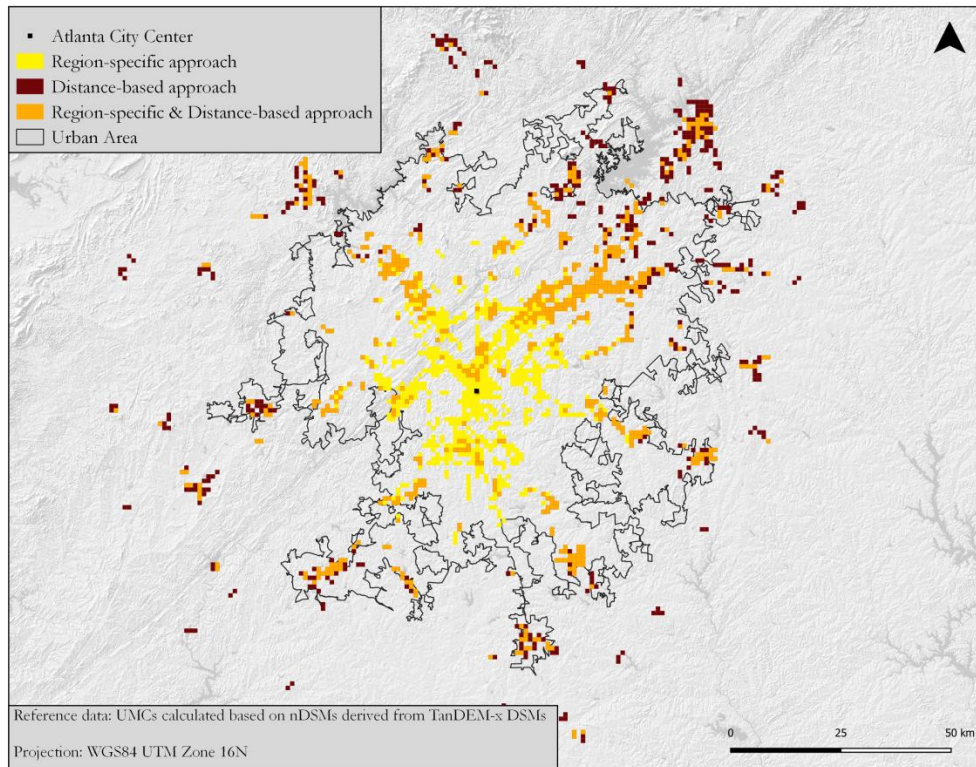 Atlanta City Center
Region-specific approach
Distance-based approach
Region-specific & Distance-based approach
Urban Area
Reference data: UMCs calculated based on nDSMs derived from TanDEM-x DSMs
Projection: WGS84 UTM Zone 16N
0 25 50 km